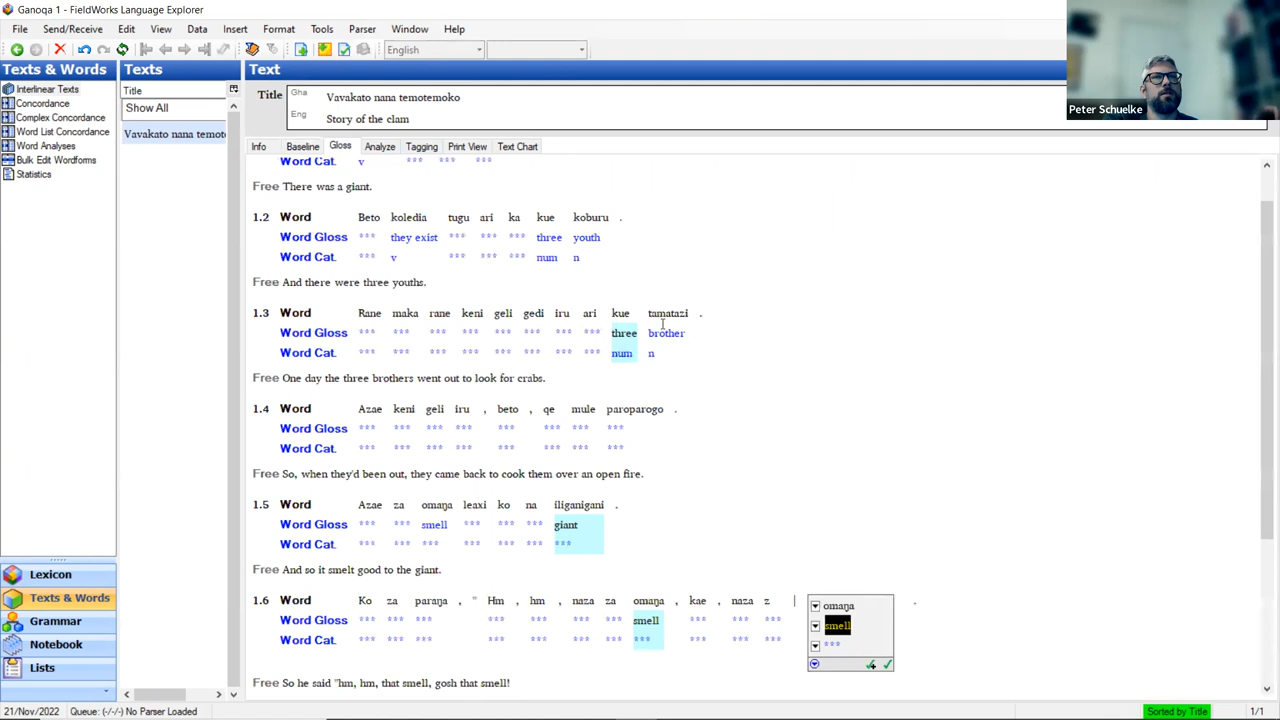 Ganoqa 1 - FieldWorks Language Explorer
File Send/Receive Edit View Data Insert Format Tools Parser Window Help
English
Texts & Words
Interlinear Texts
Concordance
Complex Concordance
Word List Concordance
Word Analyses
Bulk Edit Wordforms
Statistics
Lexicon
Texts & Words
Grammar
Notebook
Lists
Texts
Title
Show All
Vavakato nana temot
Text
Title Gha Vavakato nana temotemoko
Eng Story of the clam
Peter Schuelke
Info Baseline Gloss Analyze Tagging Print View Text Chart
Word Cat. v *** *** ***
Free There was a giant.
1.2 Word Beto koledia tugu ari ka kue koburu .
Word Gloss *** they exist *** *** *** three youth
Word Cat. *** v *** *** *** num n
Free And there were three youths.
1.3 Word Rane maka rane keni geli gedi iru ari kue tamatazi .
Word Gloss *** *** *** *** *** *** *** *** three brother
Word Cat. *** *** *** *** *** *** *** *** num n
Free One day the three brothers went out to look for crabs.
1.4 Word Azae keni geli iru , beto , qe mule paroparogo .
Word Gloss *** *** *** *** *** *** *** ***
Word Cat. *** *** *** *** *** *** *** ***
Free So, when they'd been out, they came back to cook them over an open fire.
1.5 Word Azae za omaŋa leaxi ko na iliganigani .
Word Gloss *** *** smell *** *** *** giant
Word Cat. *** *** *** *** *** *** ***
Free And so it smelt good to the giant.
1.6 Word Ko za paraŋa , " Hm , hm , naza za omaŋa , kae , naza z | omaŋa .
Word Gloss *** *** *** *** *** *** *** smell *** *** *** smell
Word Cat. *** *** *** *** *** *** *** *** *** *** *** ***
Free So he said "hm, hm, that smell, gosh that smell!
21/Nov/2022 Queue: (-/-/-) No Parser Loaded Sorted by Title 1/1